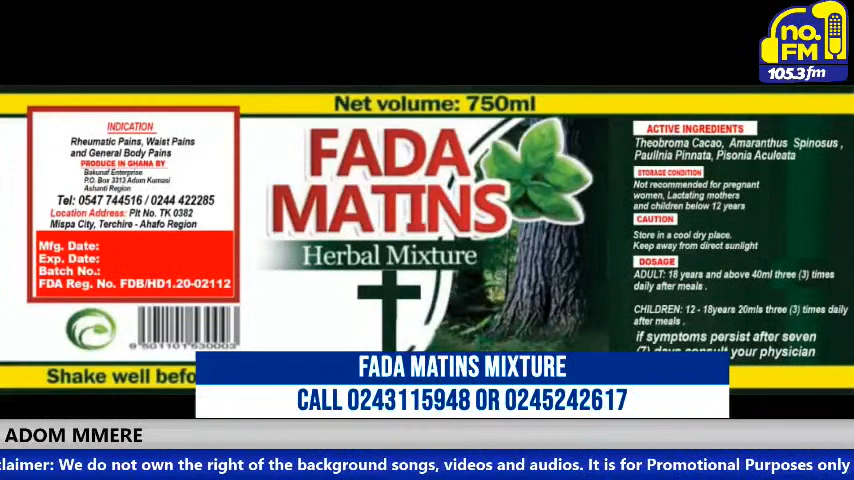 no.
FM
105.3fm
Net volume: 750ml
INDICATION
Rheumatic Pains, Waist Pains
and General Body Pains
PRODUCE IN GHANA BY
Bakunaf Enterprise
P.O. Box 3313 Adum Kumasi
Ashanti Region
Tel: 0547 744516 / 0244 422285
Location Address: Plt No. TK 0382
Mispa City, Terchire - Ahafo Region
Mfg. Date:
Exp. Date:
Batch No.:
FDA Reg. No. FDB/HD1.20-02112
FADA
MATINS
Herbal Mixture
ACTIVE INGREDIENTS
Theobroma Cacao, Amaranthus Spinosus ,
Paulinia Pinnata, Pisonia Aculeata
STORAGE CONDITION
Not recommended for pregnant
women, Lactating mothers
and children below 12 years
CAUTION
Store in a cool dry place.
Keep away from direct sunlight
DOSAGE
ADULT: 18 years and above 40ml three (3) times
daily after meals .
CHILDREN: 12 - 18years 20mls three (3) times daily
after meals .
if symptoms persist after seven
(7) days consult your physician
Shake well befo
FADA MATINS MIXTURE
CALL 0243115948 OR 0245242617
ADOM MMERE
claimer: We do not own the right of the background songs, videos and audios. It is for Promotional Purposes only